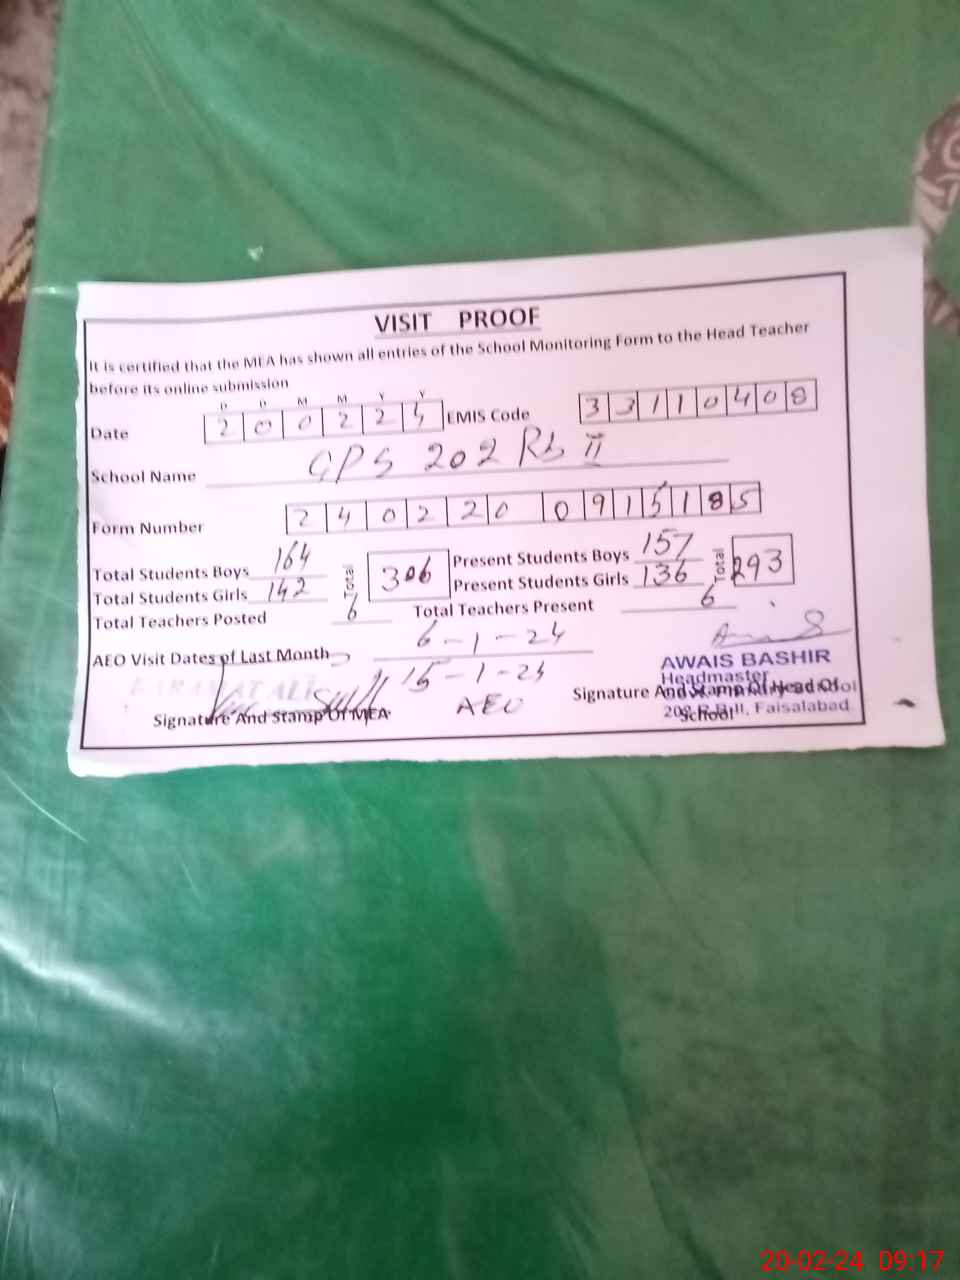 VISIT PROOF
It is certified that the MEA has shown all entries of the School Monitoring Form to the Head Teacher
before its online submission
D D M M Y Y
Date 2 0 0 2 2 4 EMIS Code 3 3 1 1 0 4 0 8
School Name GPS 202 RB II
Form Number 2 4 0 2 2 0 0 9 1 5 1 8 5
Total Students Boys 164 Total 306 Present Students Boys 157 Total 293
Total Students Girls 142 Present Students Girls 136
Total Teachers Posted 6 Total Teachers Present 6
AEO Visit Dates of Last Month 6-1-24
15-1-24
AEO
KARAMAT ALI
Signature And Stamp Of MEA
AWAIS BASHIR
Headmaster
Signature And Stamp Of Head Of
School
202 R.B II, Faisalabad
20-02-24 09:17